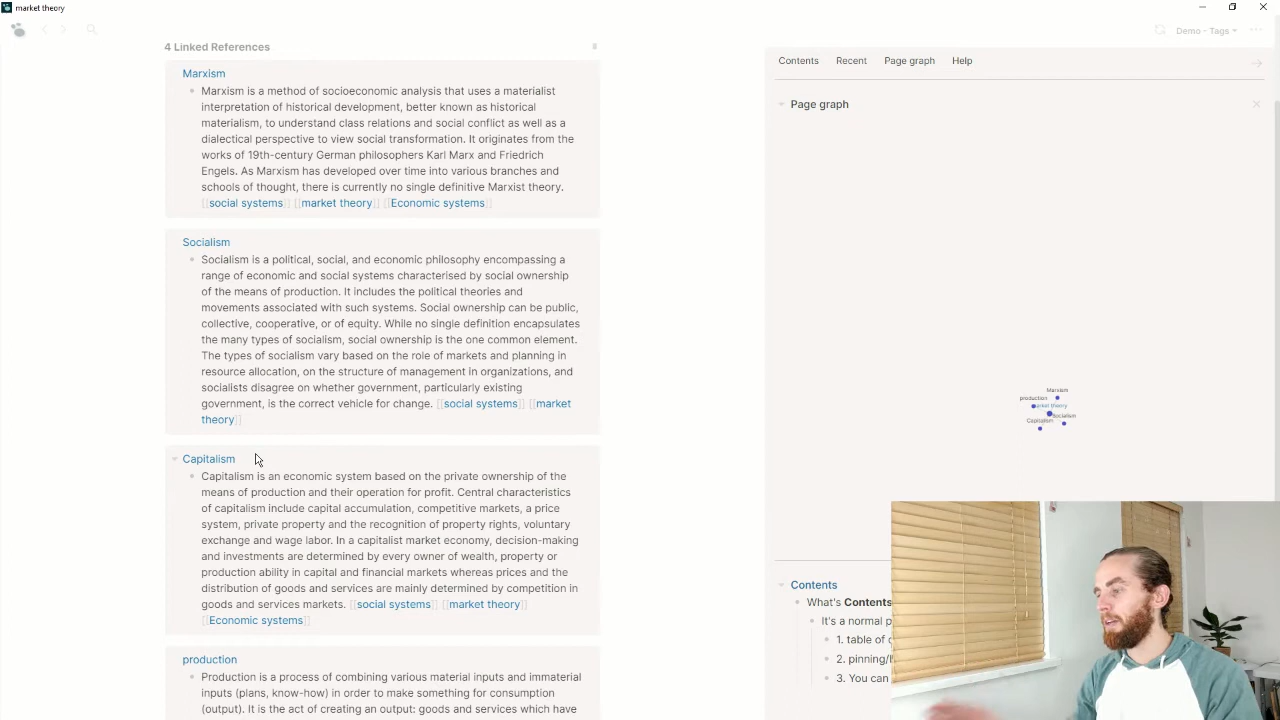 market theory
Demo - Tags
4 Linked References
Marxism
Marxism is a method of socioeconomic analysis that uses a materialist
interpretation of historical development, better known as historical
materialism, to understand class relations and social conflict as well as a
dialectical perspective to view social transformation. It originates from the
works of 19th-century German philosophers Karl Marx and Friedrich
Engels. As Marxism has developed over time into various branches and
schools of thought, there is currently no single definitive Marxist theory.
[[social systems]] [[market theory]] [[Economic systems]]
Socialism
Socialism is a political, social, and economic philosophy encompassing a
range of economic and social systems characterised by social ownership
of the means of production. It includes the political theories and
movements associated with such systems. Social ownership can be public,
collective, cooperative, or of equity. While no single definition encapsulates
the many types of socialism, social ownership is the one common element.
The types of socialism vary based on the role of markets and planning in
resource allocation, on the structure of management in organizations, and
socialists disagree on whether government, particularly existing
government, is the correct vehicle for change. [[social systems]] [[market
theory]]
Capitalism
Capitalism is an economic system based on the private ownership of the
means of production and their operation for profit. Central characteristics
of capitalism include capital accumulation, competitive markets, a price
system, private property and the recognition of property rights, voluntary
exchange and wage labor. In a capitalist market economy, decision-making
and investments are determined by every owner of wealth, property or
production ability in capital and financial markets whereas prices and the
distribution of goods and services are mainly determined by competition in
goods and services markets. [[social systems]] [[market theory]]
[[Economic systems]]
production
Production is a process of combining various material inputs and immaterial
inputs (plans, know-how) in order to make something for consumption
(output). It is the act of creating an output: goods and services which have
Contents Recent Page graph Help
Page graph
Marxism
production
market theory
Socialism
Capitalism
Contents
What's Contents
It's a normal p
1. table of c
2. pinning/l
3. You can